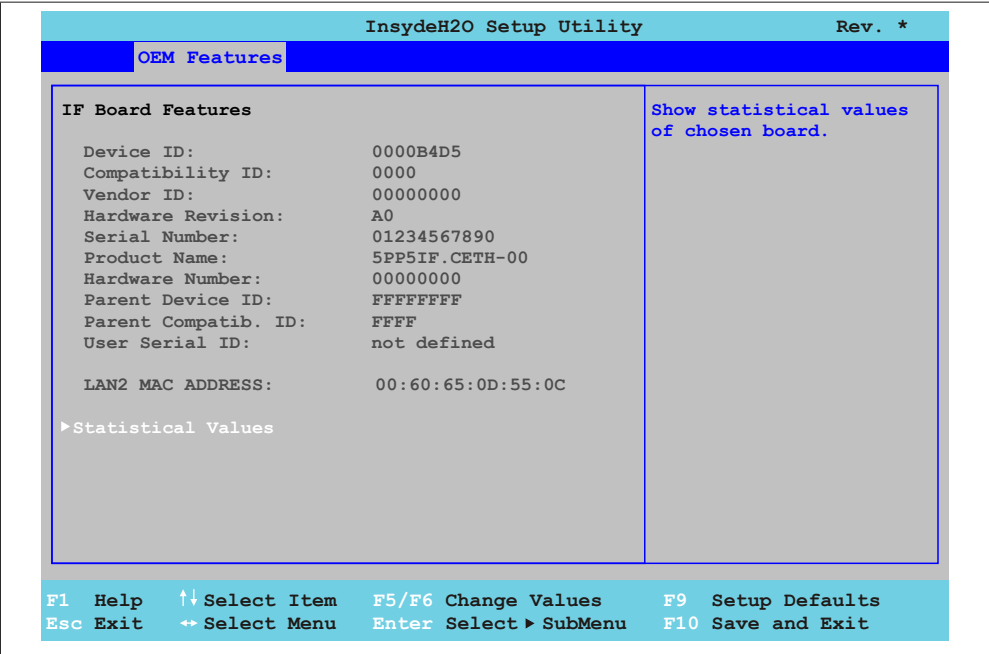 InsydeH2O Setup Utility Rev. *
OEM Features
IF Board Features
Show statistical values
of chosen board.
Device ID: 0000B4D5
Compatibility ID: 0000
Vendor ID: 00000000
Hardware Revision: A0
Serial Number: 01234567890
Product Name: 5PP5IF.CETH-00
Hardware Number: 00000000
Parent Device ID: FFFFFFFF
Parent Compatib. ID: FFFF
User Serial ID: not defined
LAN2 MAC ADDRESS: 00:60:65:0D:55:0C
▶Statistical Values
F1 Help ↑↓ Select Item F5/F6 Change Values F9 Setup Defaults
Esc Exit ↔ Select Menu Enter Select ▶ SubMenu F10 Save and Exit